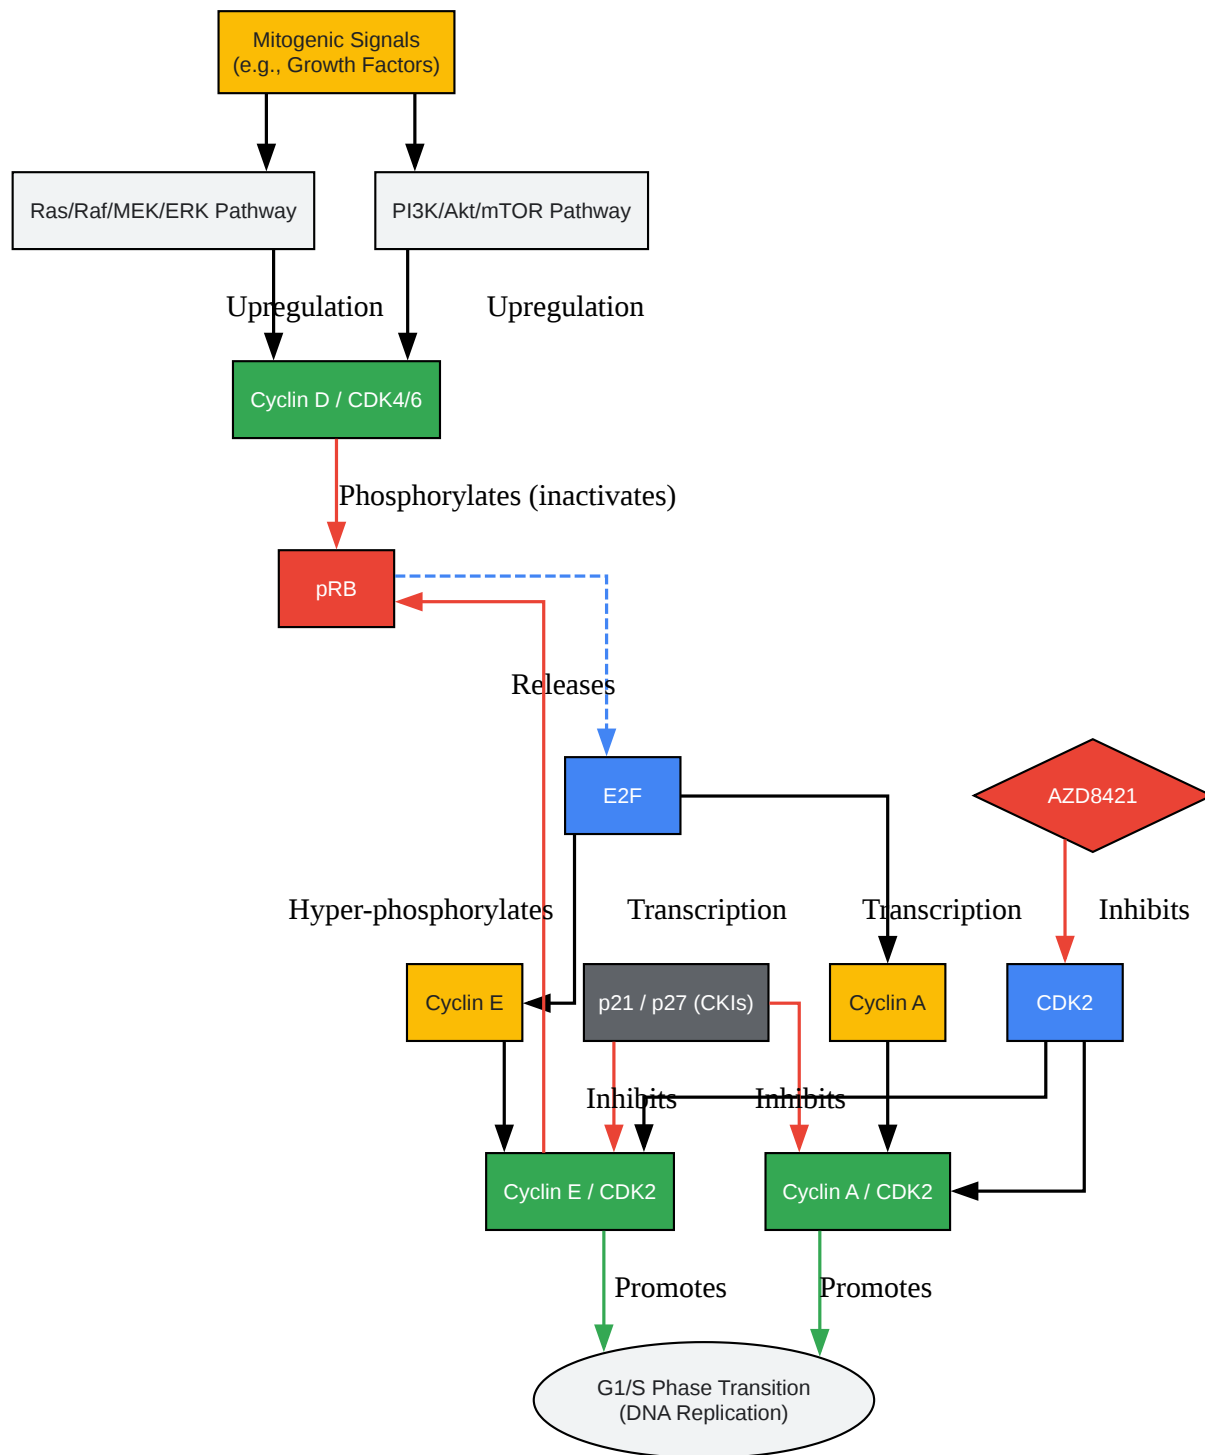 Mitogenic Signals
(e.g., Growth Factors)
Ras/Raf/MEK/ERK Pathway
PI3K/Akt/mTOR Pathway
Upregulation
Upregulation
Cyclin D / CDK4/6
Phosphorylates (inactivates)
pRB
Releases
E2F
AZD8421
Hyper-phosphorylates
Transcription
Transcription
Inhibits
Cyclin E
p21 / p27 (CKIs)
Cyclin A
CDK2
Inhibits
Inhibits
Cyclin E / CDK2
Cyclin A / CDK2
Promotes
Promotes
G1/S Phase Transition
(DNA Replication)